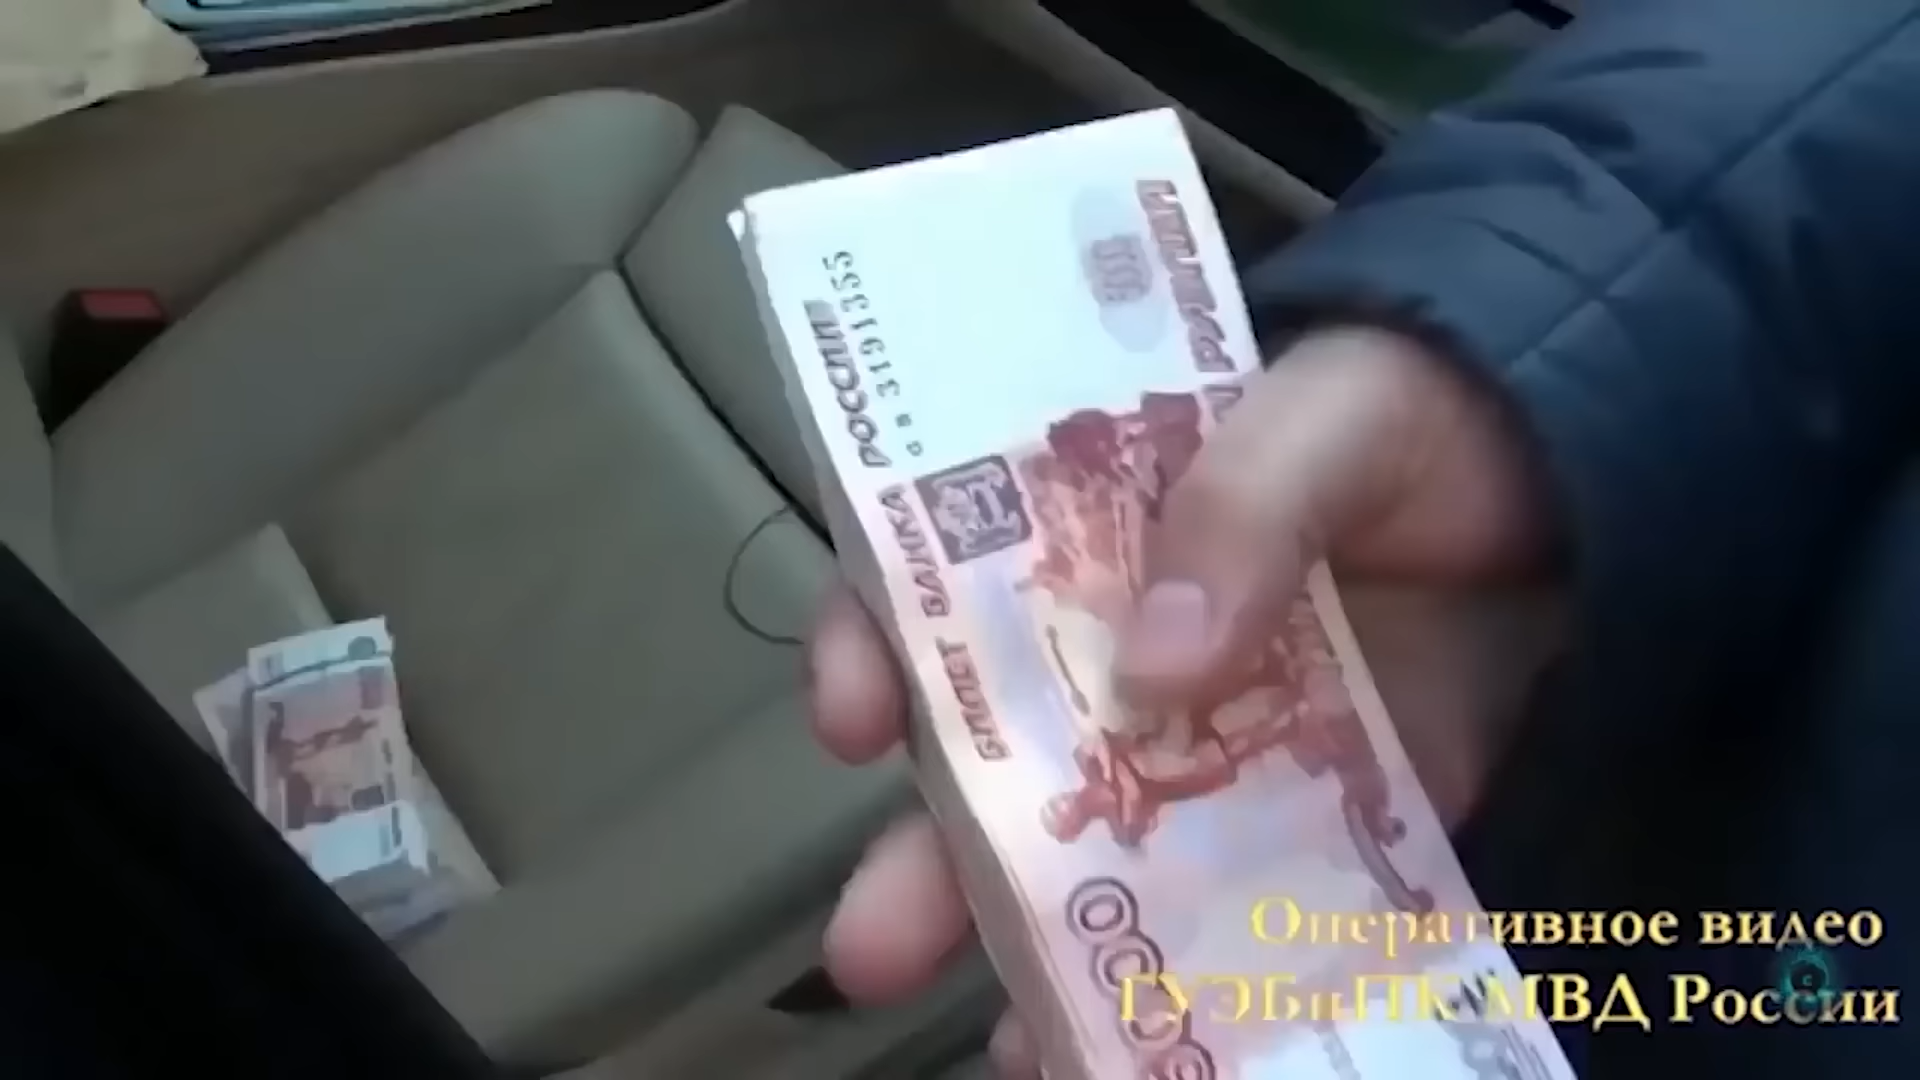 БИЛЕТ БАНКА РОССИИ
3191355
Оперативное видео
ГУЭБиПК МВД России